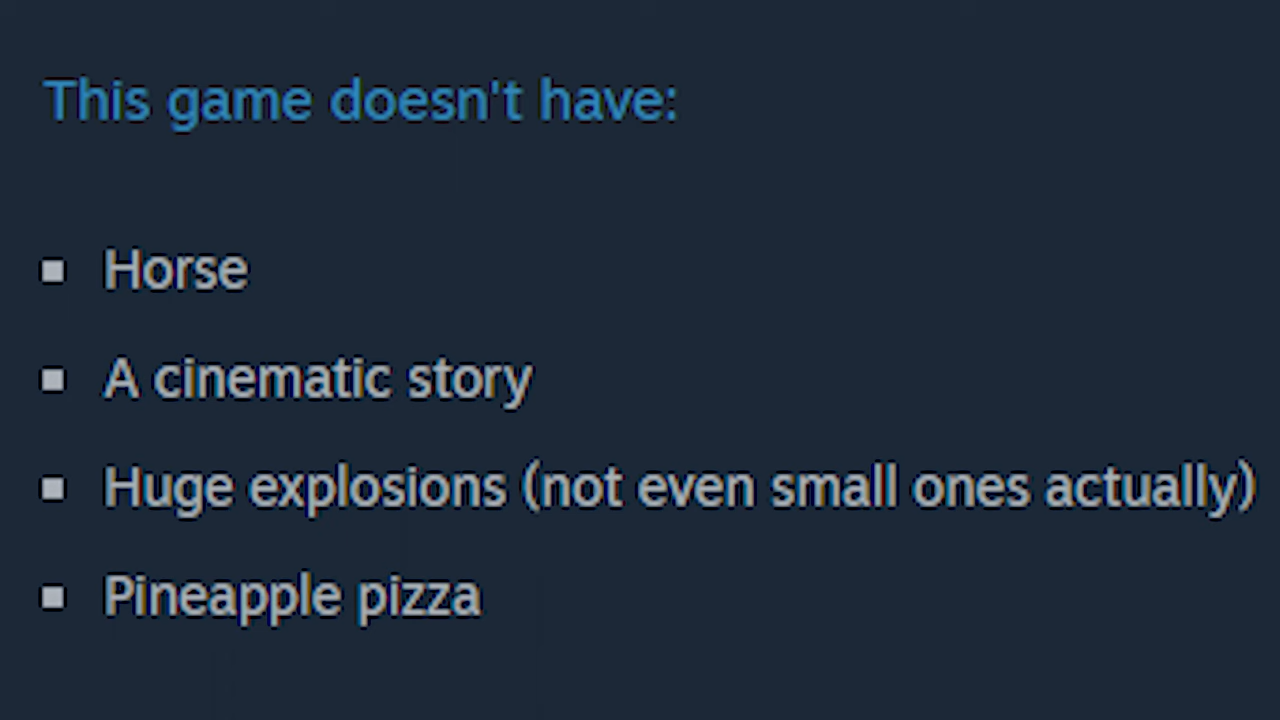 This game doesn't have:
Horse
A cinematic story
Huge explosions (not even small ones actually)
Pineapple pizza